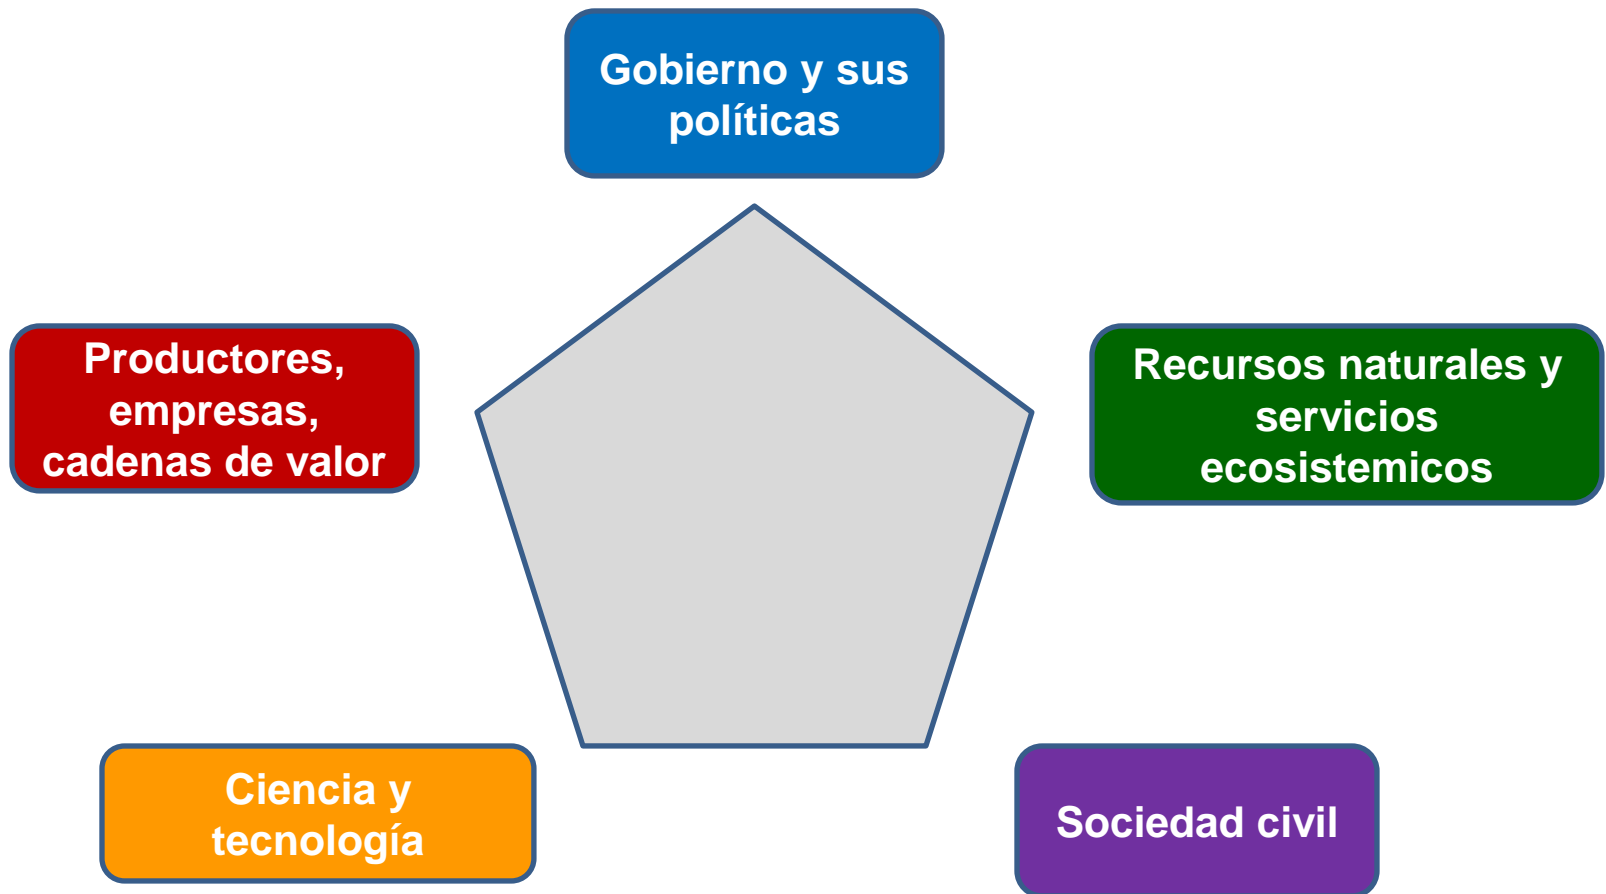 Gobierno y sus
políticas
Productores,
empresas,
cadenas de valor
Recursos naturales y
servicios
ecosistemicos
Ciencia y
tecnología
Sociedad civil